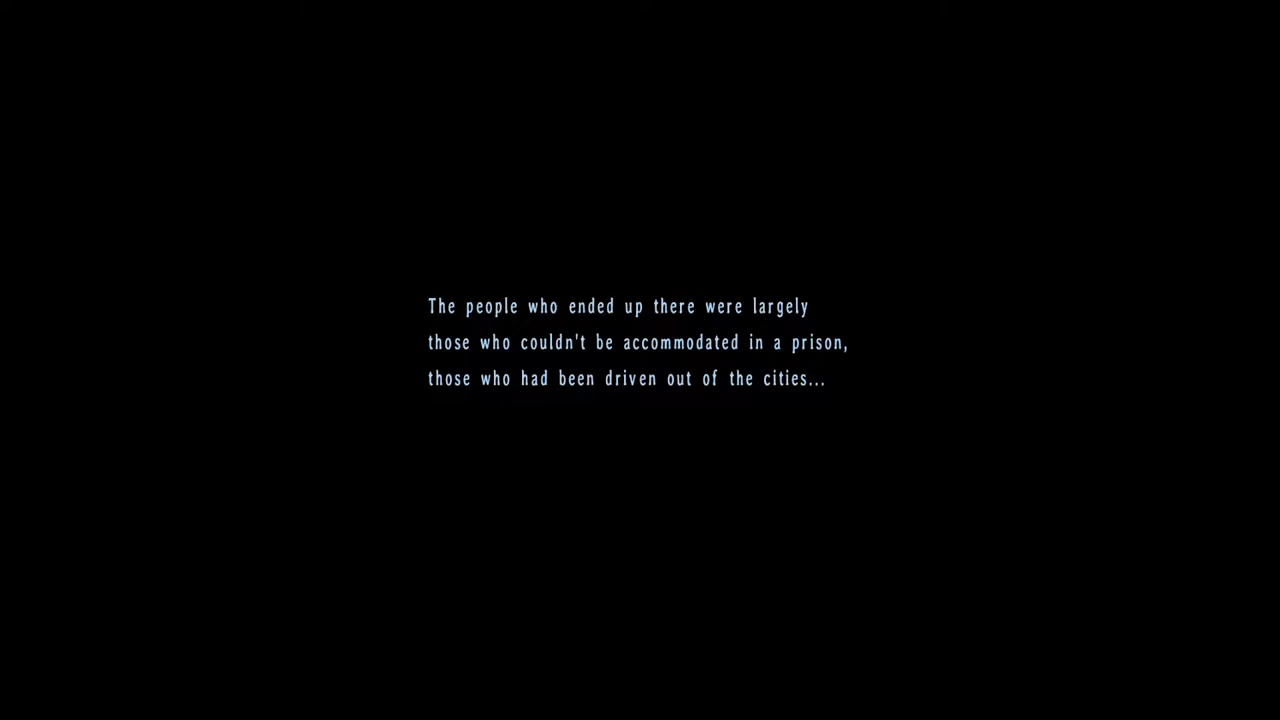 The people who ended up there were largely
those who couldn't be accommodated in a prison,
those who had been driven out of the cities...